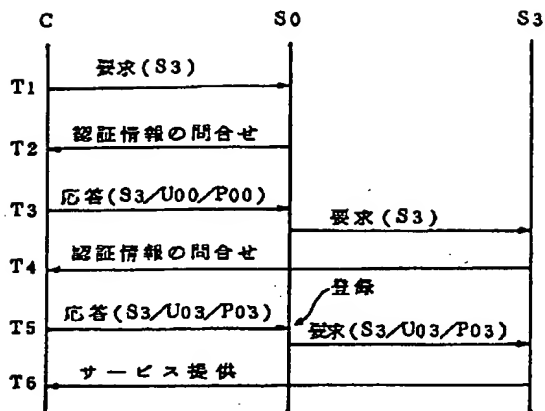 C S0 S3
T1 要求(S3)
T2 認証情報の問合せ
T3 応答(S3/U00/P00)
要求(S3)
T4 認証情報の問合せ
登録
T5 応答(S3/U03/P03)
要求(S3/U03/P03)
T6 サービス提供